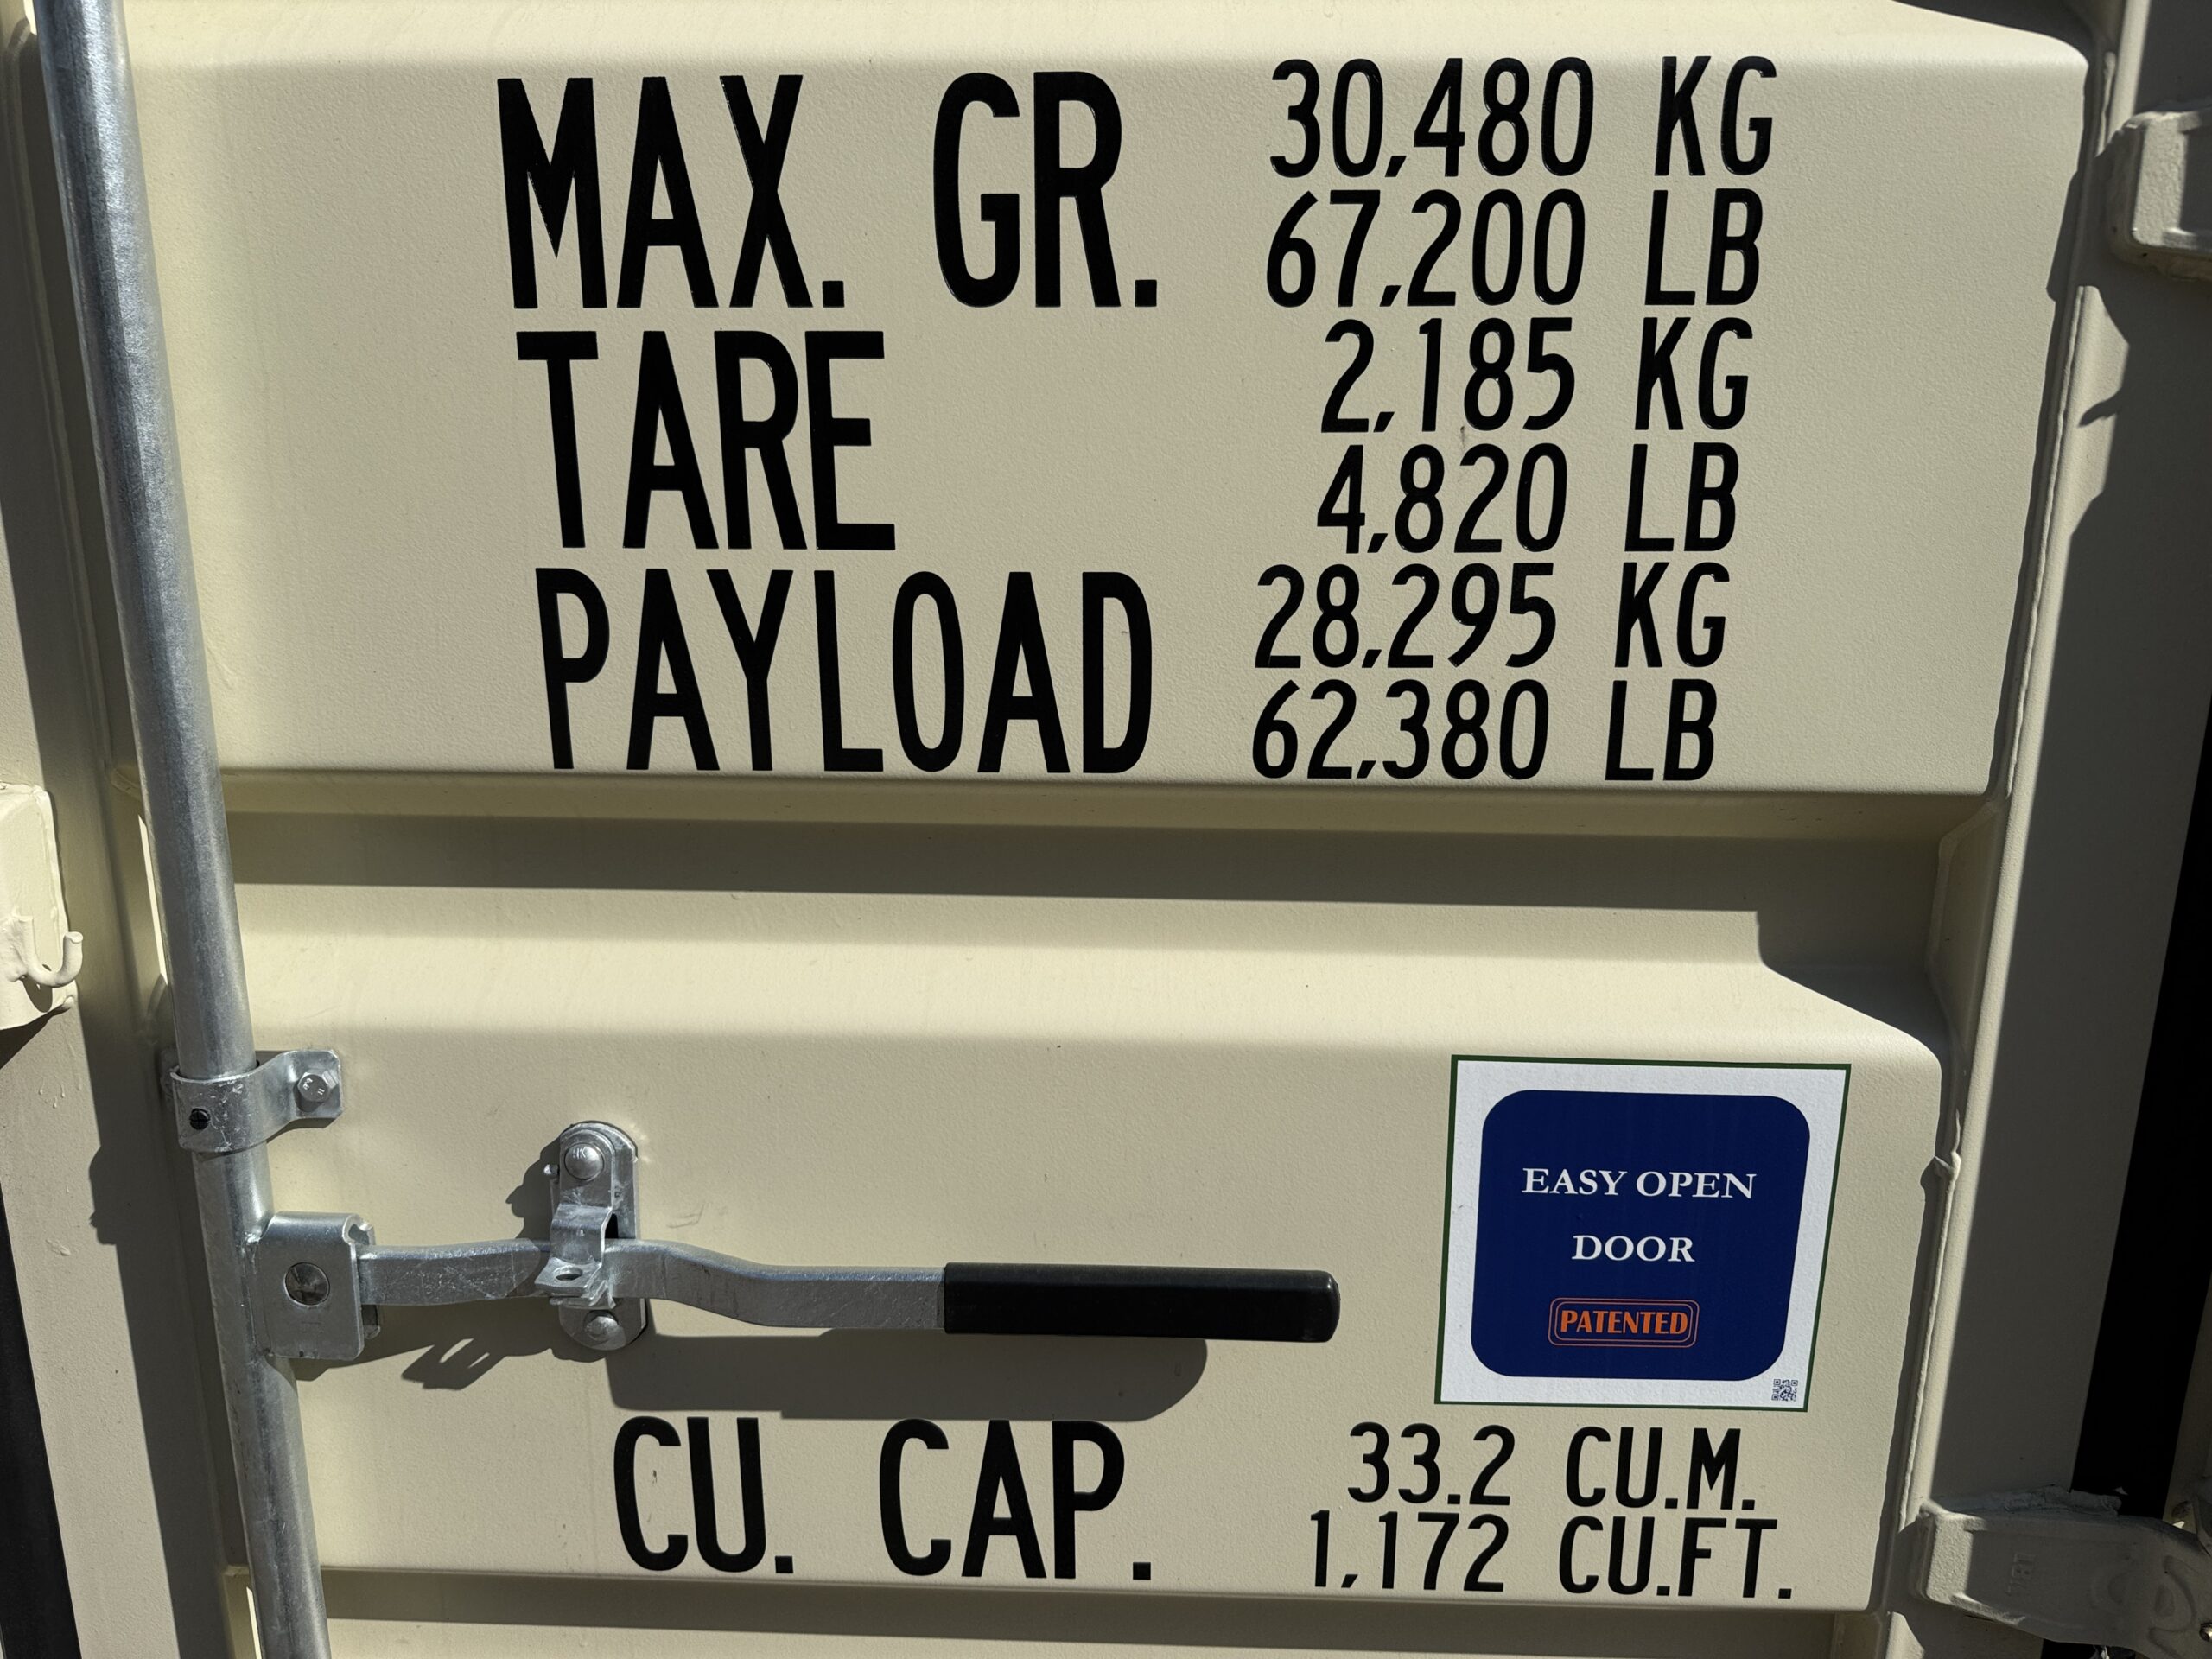 MAX. GR. 30,480 KG
67,200 LB
TARE 2,185 KG
4,820 LB
PAYLOAD 28,295 KG
62,380 LB
EASY OPEN
DOOR
PATENTED
CU. CAP. 33.2 CU.M.
1,172 CU.FT.